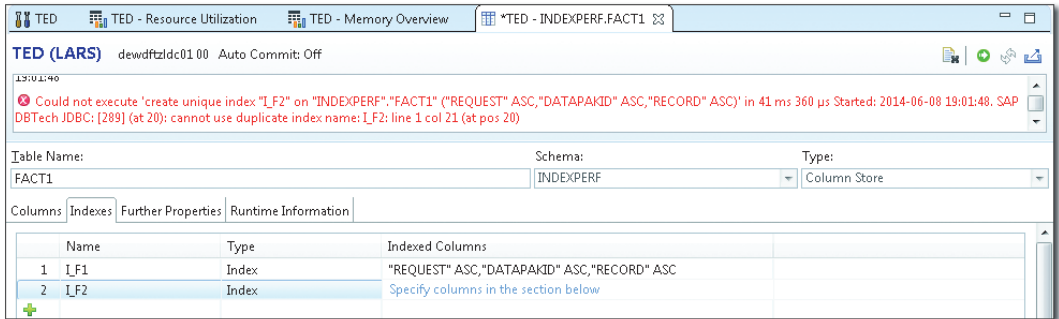 TED TED - Resource Utilization TED - Memory Overview *TED - INDEXPERF.FACT1
TED (LARS) dewdftzldc01 00 Auto Commit: Off
19:01:48
Could not execute 'create unique index "I_F2" on "INDEXPERF"."FACT1" ("REQUEST" ASC,"DATAPAKID" ASC,"RECORD" ASC)' in 41 ms 360 µs Started: 2014-06-08 19:01:48. SAP
DBTech JDBC: [289] (at 20): cannot use duplicate index name: I_F2: line 1 col 21 (at pos 20)
Table Name: Schema: Type:
FACT1 INDEXPERF Column Store
Columns Indexes Further Properties Runtime Information
Name Type Indexed Columns
1 I_F1 Index "REQUEST" ASC,"DATAPAKID" ASC,"RECORD" ASC
2 I_F2 Index Specify columns in the section below